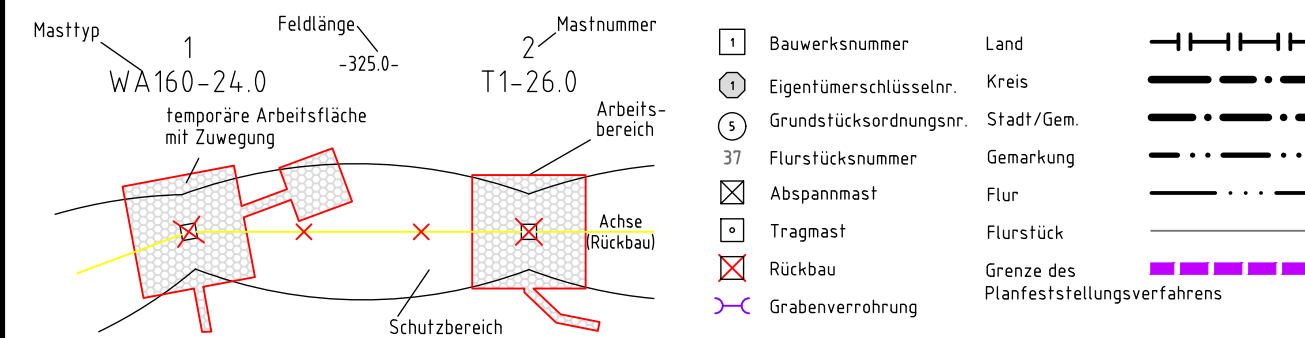 Masttyp
Feldlänge
Mastnummer
1
2
WA160-24.0
-325.0-
T1-26.0
temporäre Arbeitsfläche
mit Zuwegung
Arbeits-
bereich
Achse
(Rückbau)
Schutzbereich
1 Bauwerksnummer
1 Eigentümerschlüsselnr.
5 Grundstücksordnungsnr.
37 Flurstücksnummer
Abspannmast
Tragmast
Rückbau
Grabenverrohrung
Land
Kreis
Stadt/Gem.
Gemarkung
Flur
Flurstück
Grenze des
Planfeststellungsverfahrens